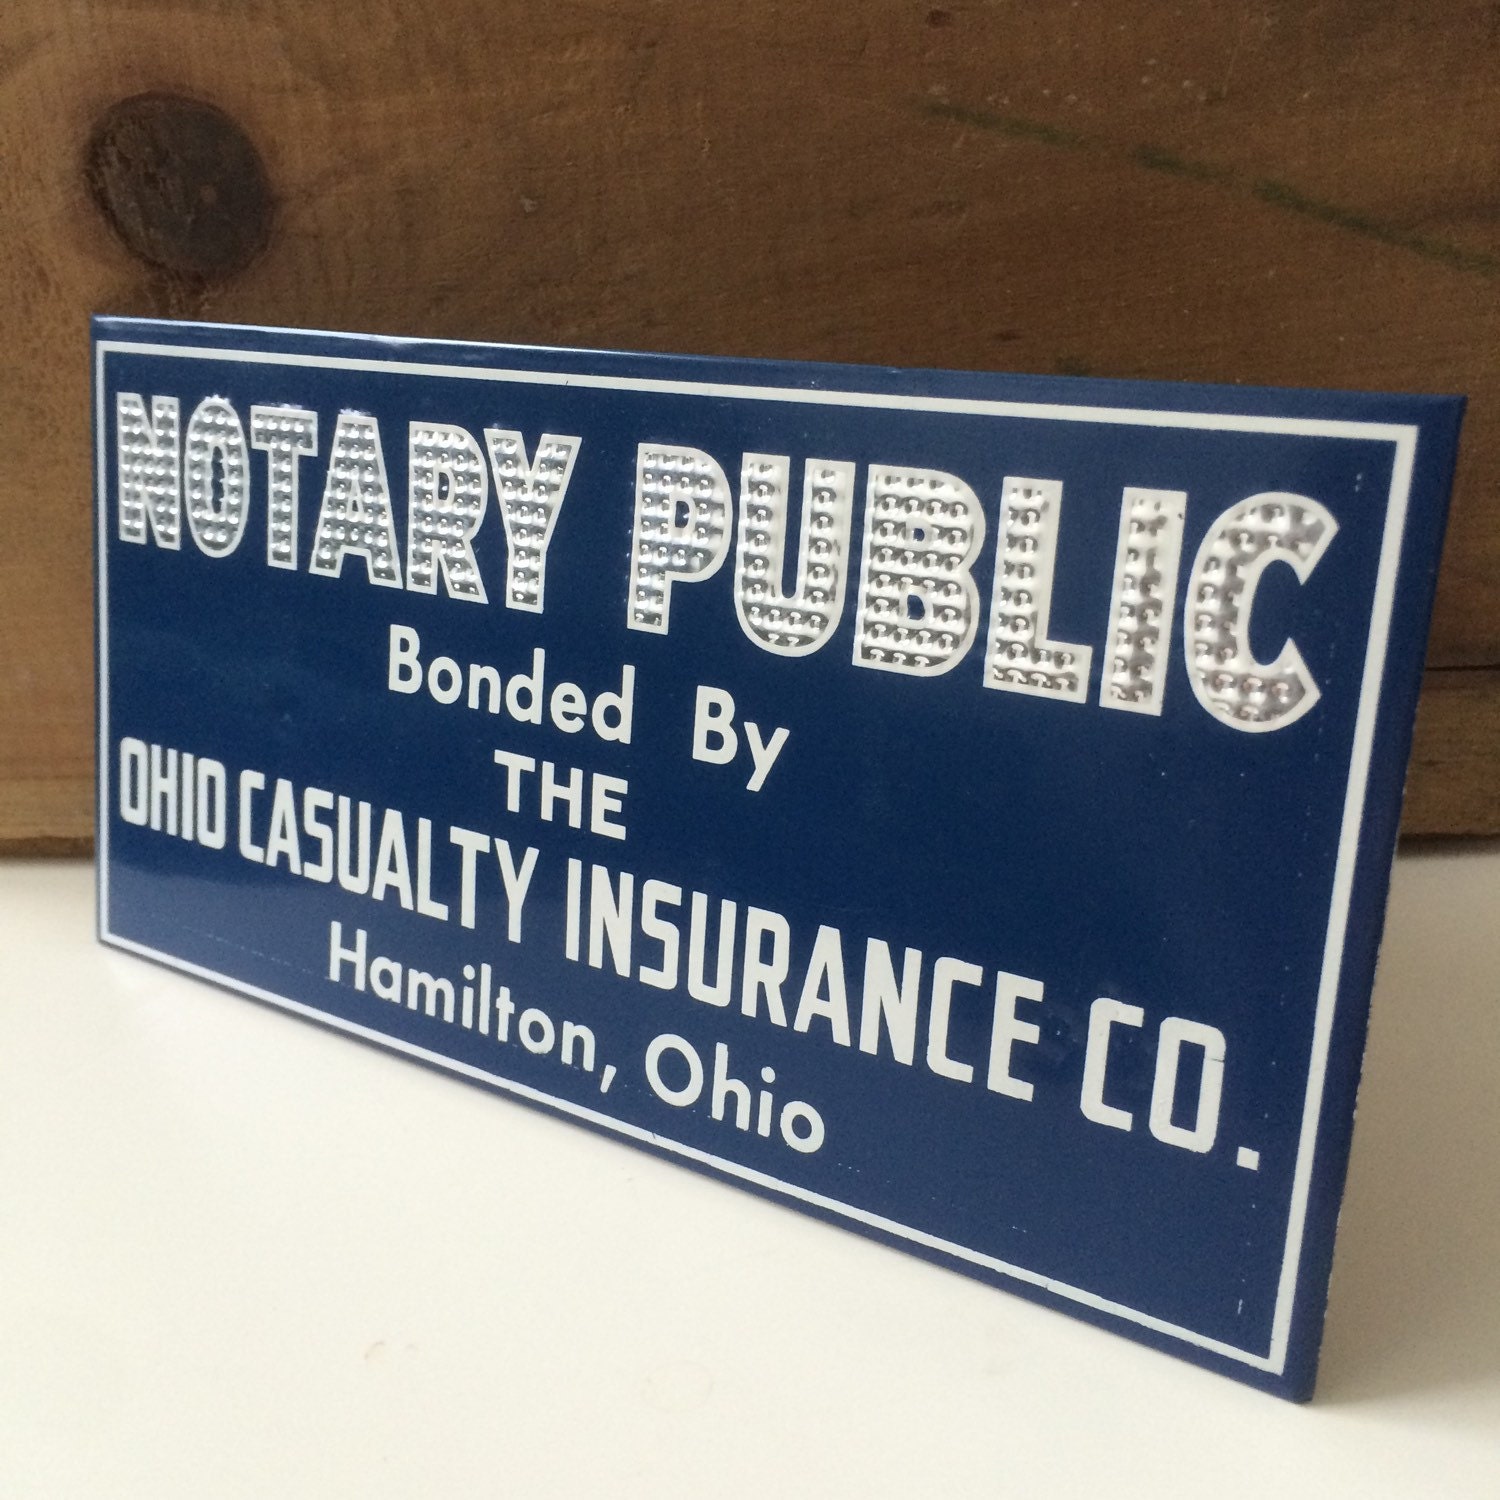 NOTARY PUBLIC
Bonded By
THE
OHIO CASUALTY INSURANCE CO.
Hamilton, Ohio